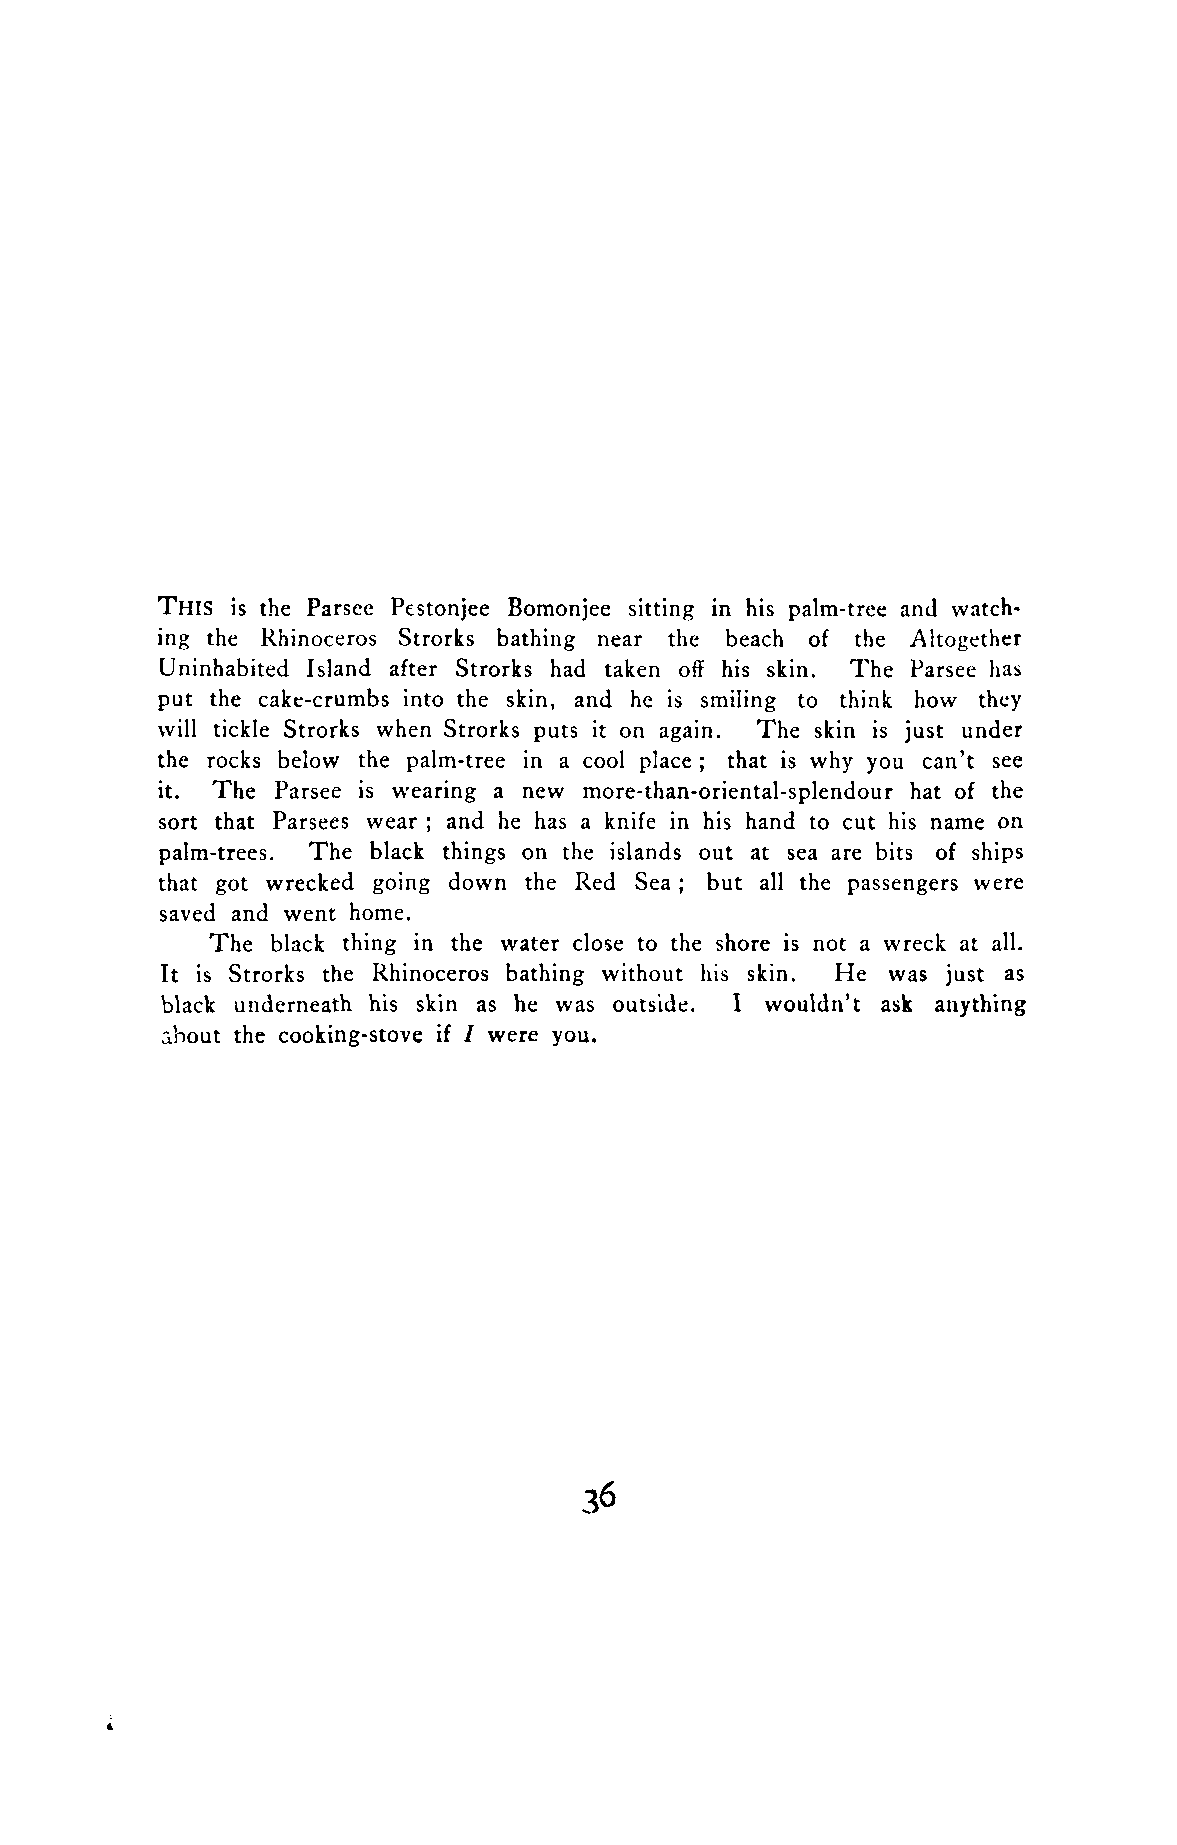 THIS is the Parsee Pestonjee Bomonjee sitting in his palm-tree and watch-
ing the Rhinoceros Strorks bathing near the beach of the Altogether
Uninhabited Island after Strorks had taken off his skin. The Parsee has
put the cake-crumbs into the skin, and he is smiling to think how they
will tickle Strorks when Strorks puts it on again. The skin is just under
the rocks below the palm-tree in a cool place ; that is why you can't see
it. The Parsee is wearing a new more-than-oriental-splendour hat of the
sort that Parsees wear ; and he has a knife in his hand to cut his name on
palm-trees. The black things on the islands out at sea are bits of ships
that got wrecked going down the Red Sea ; but all the passengers were
saved and went home.
The black thing in the water close to the shore is not a wreck at all.
It is Strorks the Rhinoceros bathing without his skin. He was just as
black underneath his skin as he was outside. I wouldn't ask anything
about the cooking-stove if I were you.
36